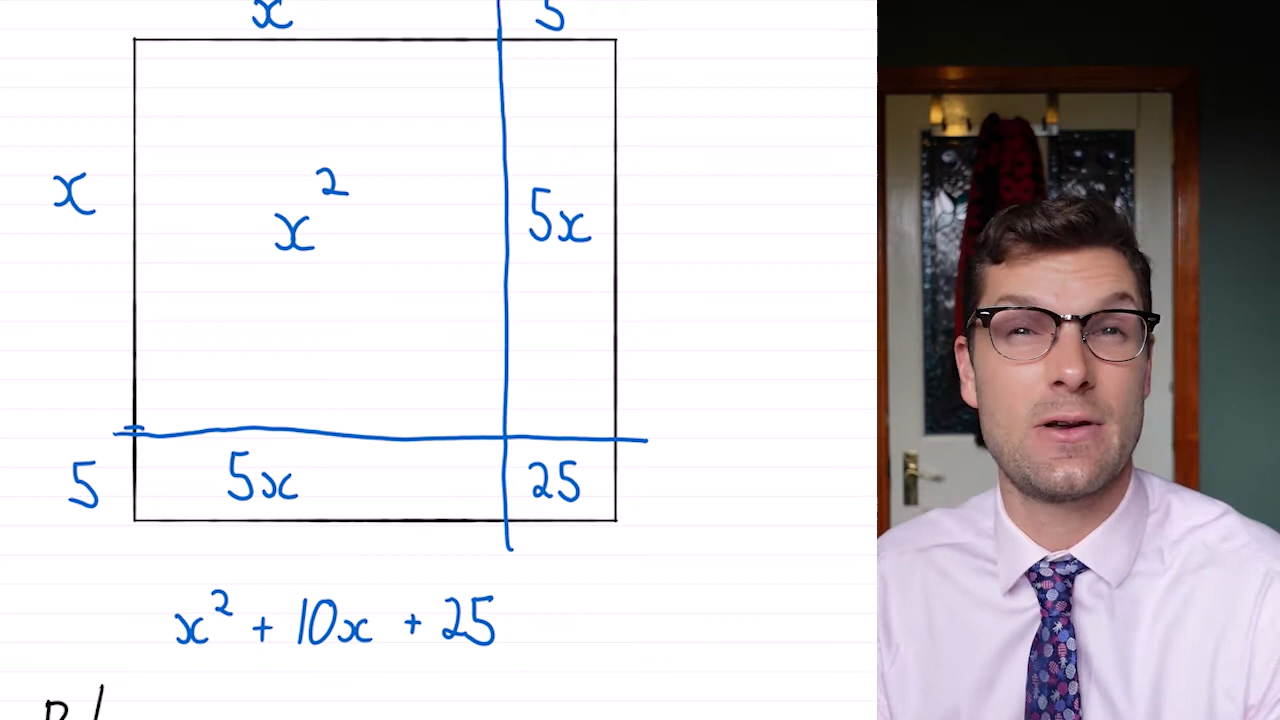 x 5
x x² 5x
5 5x 25
x² + 10x + 25